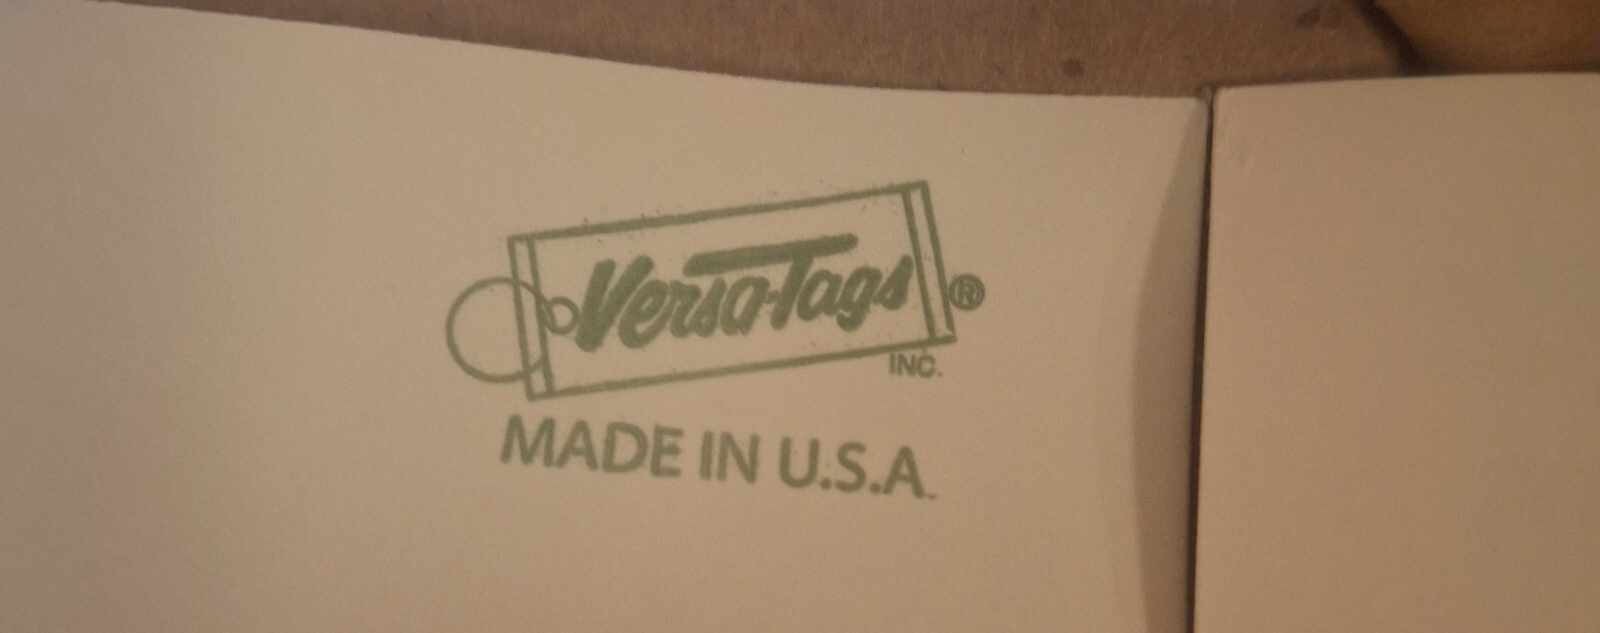 Versa-Tags ®
INC.
MADE IN U.S.A.